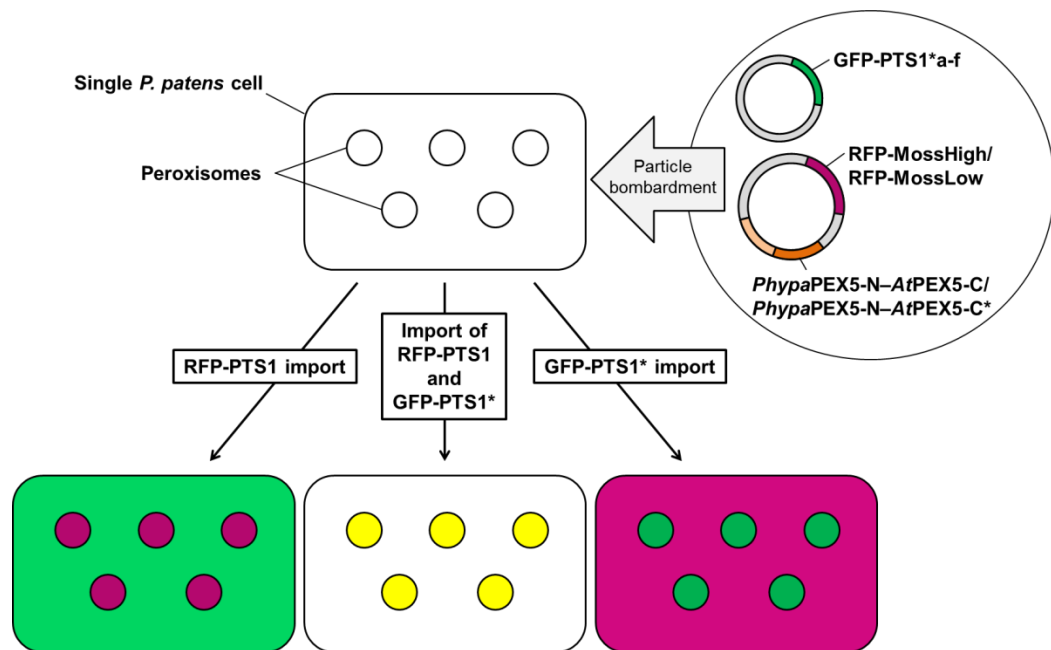 Single P. patens cell
Peroxisomes
Particle
bombardment
GFP-PTS1*a-f
RFP-MossHigh/
RFP-MossLow
PhypaPEX5-N–AtPEX5-C/
PhypaPEX5-N–AtPEX5-C*
RFP-PTS1 import
Import of
RFP-PTS1
and
GFP-PTS1*
GFP-PTS1* import